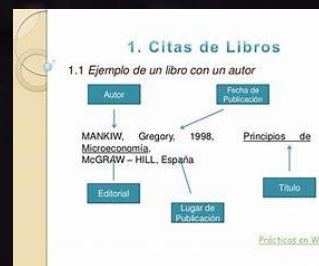 1. Citas de Libros
1.1 Ejemplo de un libro con un autor
Autor
Fecha de
Publicación
MANKIW, Gregory, 1998, Principios de
Microeconomía,
McGRAW – HILL, España
Editorial
Lugar de
Publicación
Título
Prácticas en W